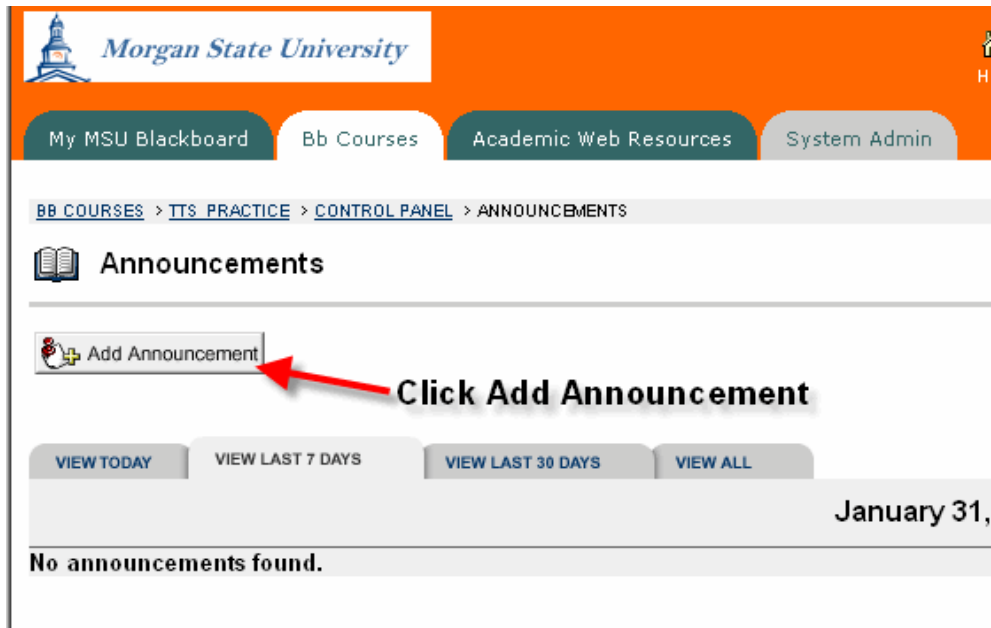 Morgan State University
H
My MSU Blackboard Bb Courses Academic Web Resources System Admin
BB COURSES > TTS PRACTICE > CONTROL PANEL > ANNOUNCEMENTS
Announcements
Add Announcement
Click Add Announcement
VIEW TODAY VIEW LAST 7 DAYS VIEW LAST 30 DAYS VIEW ALL
January 31,
No announcements found.